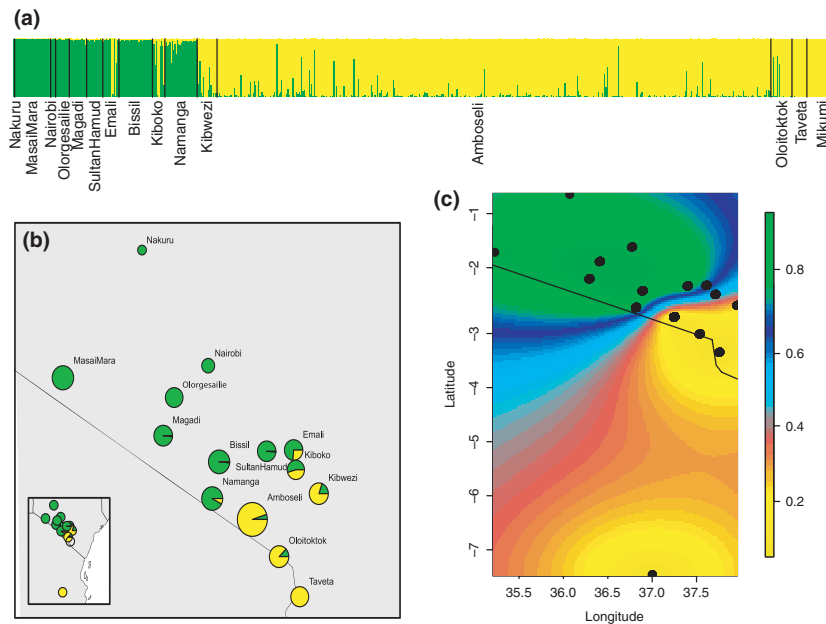 (a)
Nakuru
MasaiMara
Nairobi
Olorgesailie
Magadi
SultanHamud
Emali
Bissil
Kiboko
Namanga
Kibwezi
Amboseli
Oloitoktok
Taveta
Mikumi
(b)
Nakuru
MasaiMara
Nairobi
Olorgesailie
Magadi
Bissil
Emali
SultanHamud
Kiboko
Kibwezi
Namanga
Amboseli
Oloitoktok
Taveta
(c)
Latitude
-1
-2
-3
-4
-5
-6
-7
35.5
36.0
36.5
37.0
37.5
Longitude
0.8
0.6
0.4
0.2